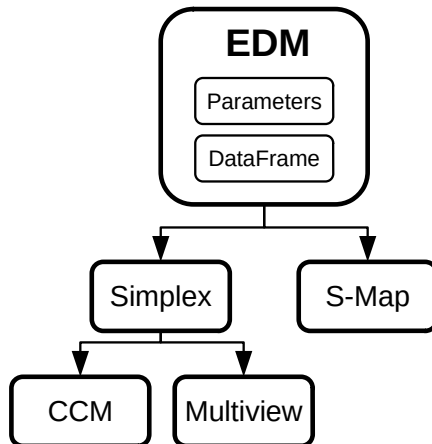 EDM
Parameters
DataFrame
Simplex
S-Map
CCM
Multiview